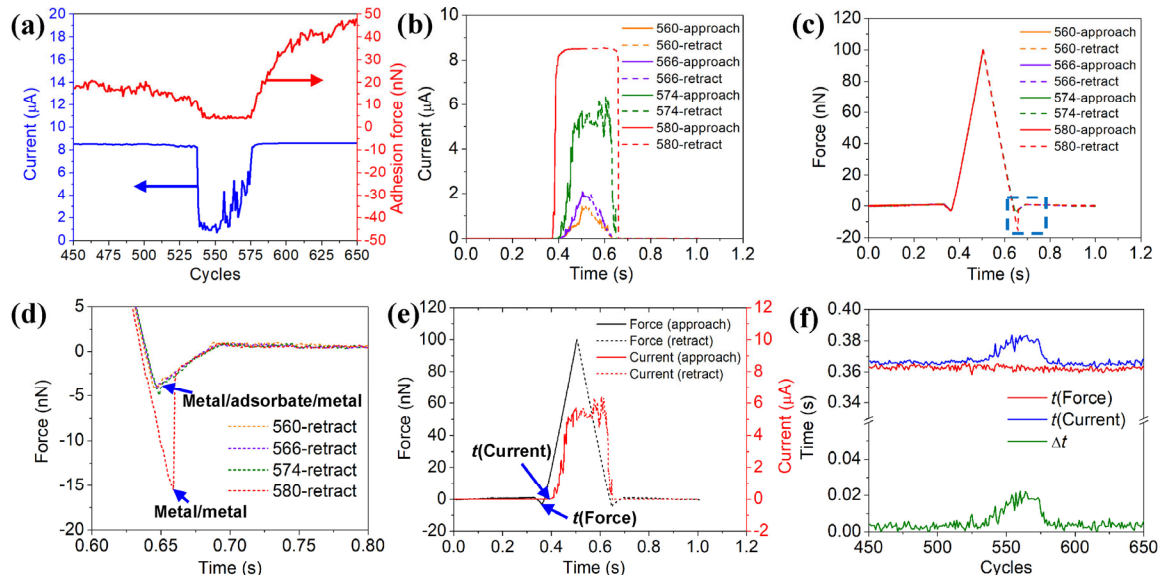 (a)
Current (μA)
20
18
16
14
12
10
8
6
4
2
0
450 500 550 600 650
Cycles
50
40
30
20
10
0
-10
-20
-30
-40
-50
Adhesion force (nN)
(b)
Current (μA)
10
8
6
4
2
0
0.0 0.2 0.4 0.6 0.8 1.0 1.2
Time (s)
560-approach
560-retract
566-approach
566-retract
574-approach
574-retract
580-approach
580-retract
(c)
Force (nN)
120
100
80
60
40
20
0
-20
0.0 0.2 0.4 0.6 0.8 1.0 1.2
Time (s)
560-approach
560-retract
566-approach
566-retract
574-approach
574-retract
580-approach
580-retract
(d)
Force (nN)
5
0
-5
-10
-15
-20
0.60 0.65 0.70 0.75 0.80
Time (s)
Metal/adsorbate/metal
560-retract
566-retract
574-retract
580-retract
Metal/metal
(e)
Force (nN)
120
100
80
60
40
20
0
-20
0.0 0.2 0.4 0.6 0.8 1.0 1.2
Time (s)
Force (approach)
Force (retract)
Current (approach)
Current (retract)
t(Current)
t(Force)
12
10
8
6
4
2
0
-2
Current (μA)
(f)
Time (s)
0.40
0.38
0.36
0.34
0.02
0.00
450 500 550 600 650
Cycles
t(Force)
t(Current)
Δt